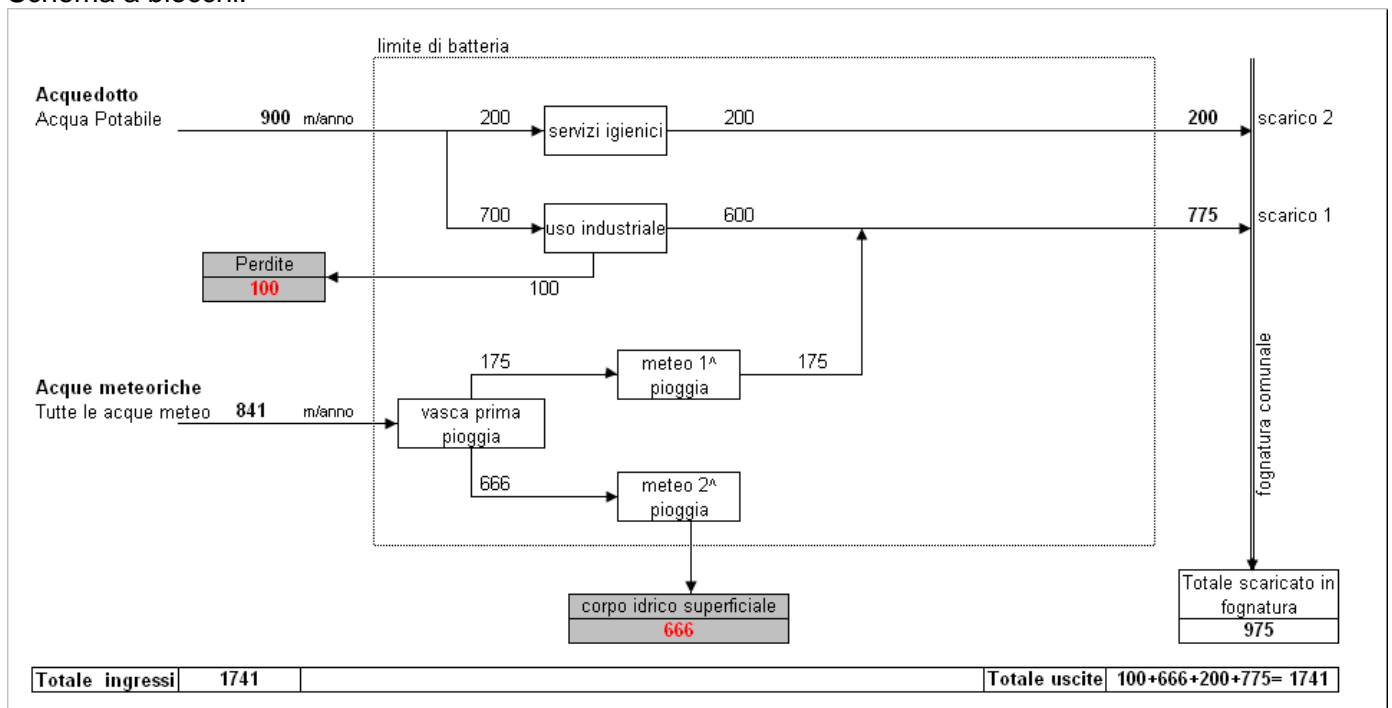 Schema a blocchi:
limite di batteria
Acquedotto
Acqua Potabile 900 m/anno 200 servizi igienici 200 200 scarico 2
700 uso industriale 600 775 scarico 1
Perdite
100
100
Acque meteoriche
Tutte le acque meteo 841 m/anno
vasca prima
pioggia
175 meteo 1^
pioggia
175
666 meteo 2^
pioggia
fognatura comunale
corpo idrico superficiale
666
Totale scaricato in
fognatura
975
Totale ingressi 1741 Totale uscite 100+666+200+775= 1741